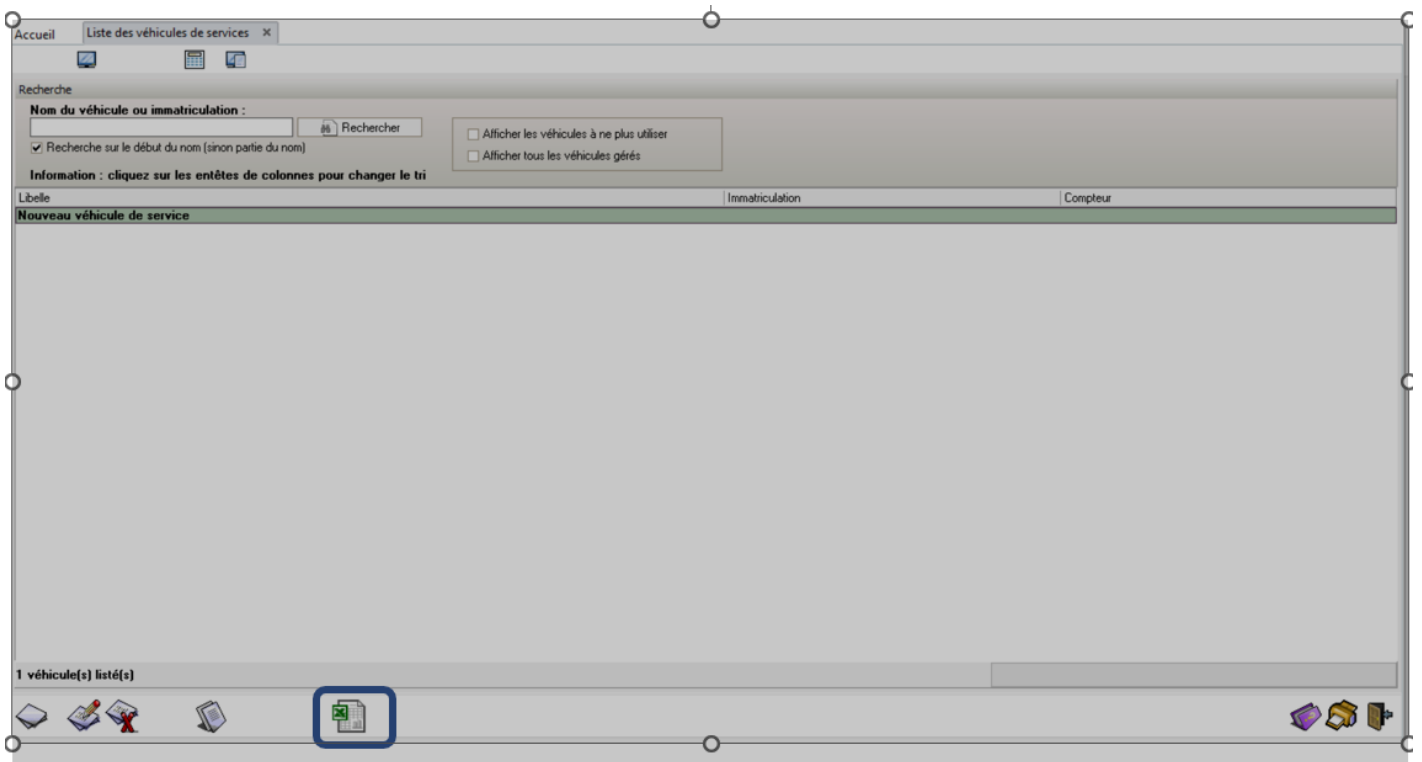 Accueil
Liste des véhicules de services ×
Recherche
Nom du véhicule ou immatriculation :
Rechercher
Recherche sur le début du nom (sinon partie du nom)
Afficher les véhicules à ne plus utiliser
Afficher tous les véhicules gérés
Information : cliquez sur les entêtes de colonnes pour changer le tri
Libelle Immatriculation Compteur
Nouveau véhicule de service
1 véhicule(s) listé(s)